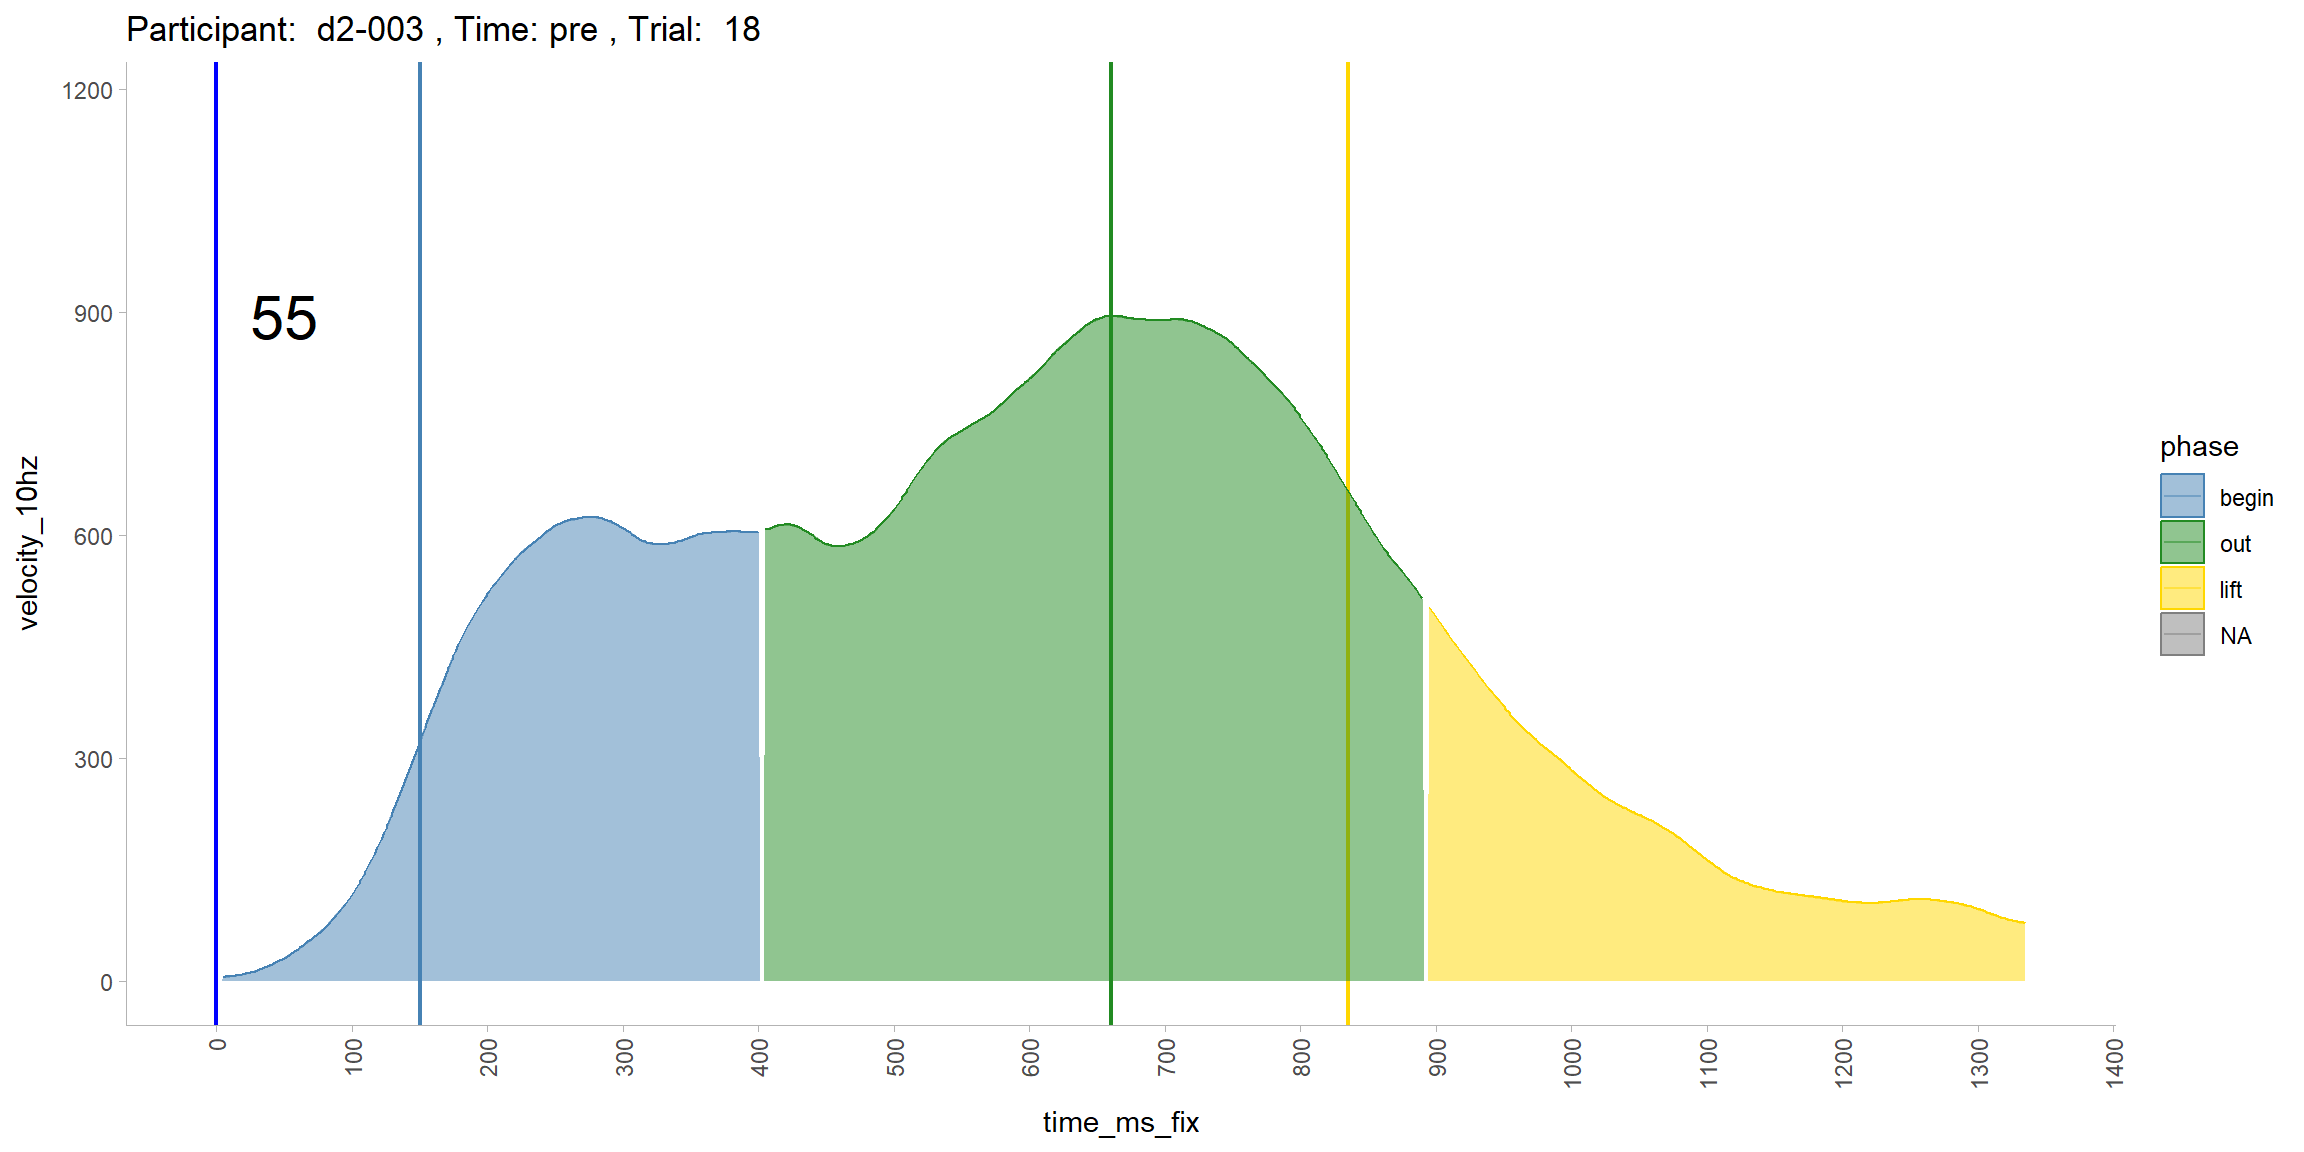 Participant:  d2-003 , Time: pre , Trial:  18
1200
900
600
300
0
velocity_10hz
55
0 100 200 300 400 500 600 700 800 900 1000 1100 1200 1300 1400
time_ms_fix
phase
begin
out
lift
NA